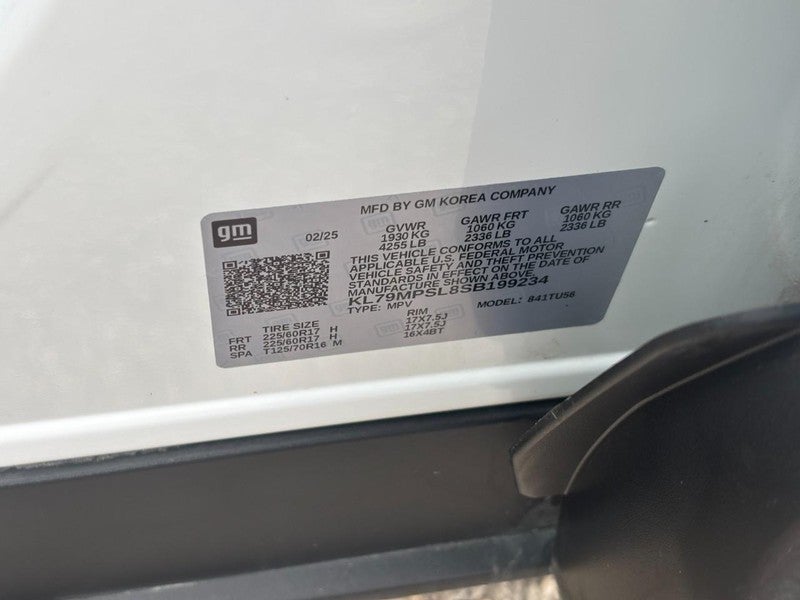 MFD BY GM KOREA COMPANY
gm
02/25
GVWR GAWR FRT GAWR RR
1930 KG 1060 KG 1060 KG
4255 LB 2336 LB 2336 LB
THIS VEHICLE CONFORMS TO ALL
APPLICABLE U.S. FEDERAL MOTOR
VEHICLE SAFETY AND THEFT PREVENTION
STANDARDS IN EFFECT ON THE DATE OF
MANUFACTURE SHOWN ABOVE.
KL79MPSL8SB199234
TYPE: MPV MODEL: 841TU56
TIRE SIZE RIM
FRT 225/60R17 H 17X7.5J
RR 225/60R17 H 17X7.5J
SPA T125/70R16 M 16X4BT